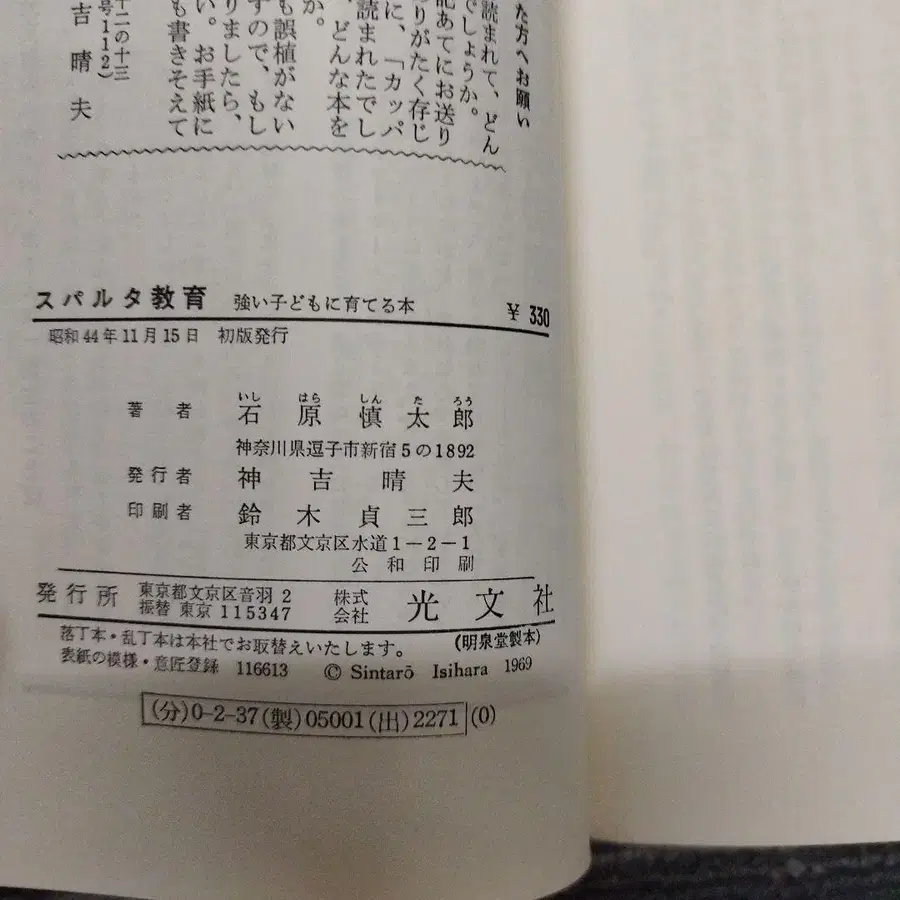 た方へお願い
読まれて、どん
でしょうか。
記あてにお送り
りがたく存じ
に、「カッパ
読まれたでし
、どんな本を
か。
も誤植がない
すので、もし
りましたら、
い。お手紙に
も書きそえて
十二の十三
号112)
吉晴夫
スパルタ教育 強い子どもに育てる本 ¥330
昭和44年11月15日 初版発行
著者 石原慎太郎
いし はら しん た ろう
神奈川県逗子市新宿5の1892
発行者 神吉晴夫
印刷者 鈴木貞三郎
東京都文京区水道1-2-1
公和印刷
発行所 東京都文京区音羽2 株式会社 光文社
振替 東京 115347
落丁本・乱丁本は本社でお取替えいたします。 (明泉堂製本)
表紙の模様・意匠登録 116613 © Sintarō Isihara 1969
(分)0-2-37(製)05001(出)2271(0)